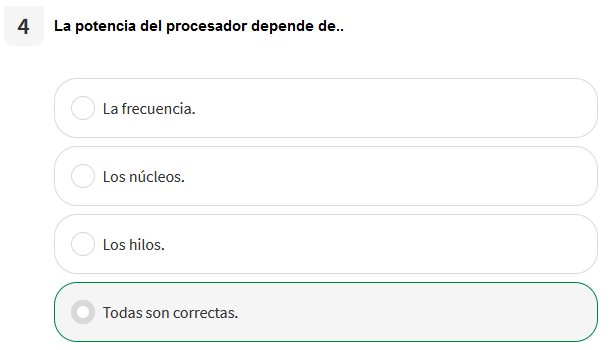 4 La potencia del procesador depende de..
La frecuencia.
Los núcleos.
Los hilos.
Todas son correctas.